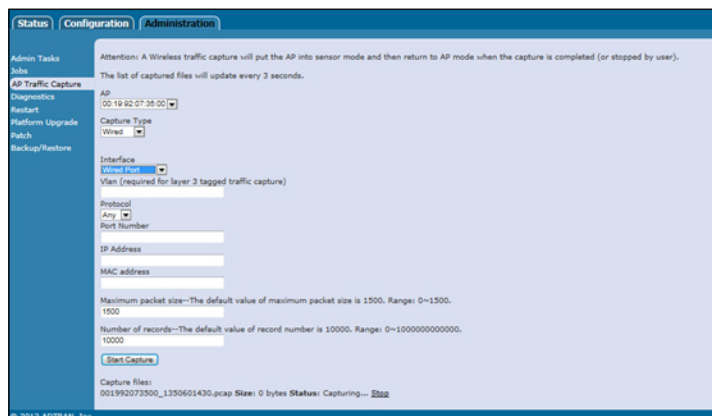 Status Configuration Administration
Admin Tasks
Jobs
AP Traffic Capture
Diagnostics
Restart
Platform Upgrade
Patch
Backup/Restore
Attention: A Wireless traffic capture will put the AP into sensor mode and then return to AP mode when the capture is completed (or stopped by user).
The list of captured files will update every 3 seconds.
AP
00:19:92:07:35:00
Capture Type
Wired
Interface
Wired Port
Vlan (required for layer 3 tagged traffic capture)
Protocol
Any
Port Number
IP Address
MAC address
Maximum packet size--The default value of maximum packet size is 1500. Range: 0~1500.
1500
Number of records--The default value of record number is 10000. Range: 0~1000000000000.
10000
Start Capture
Capture files:
001992073500_1350601430.pcap Size: 0 bytes Status: Capturing... Stop
© 2012 ADTRAN, Inc.